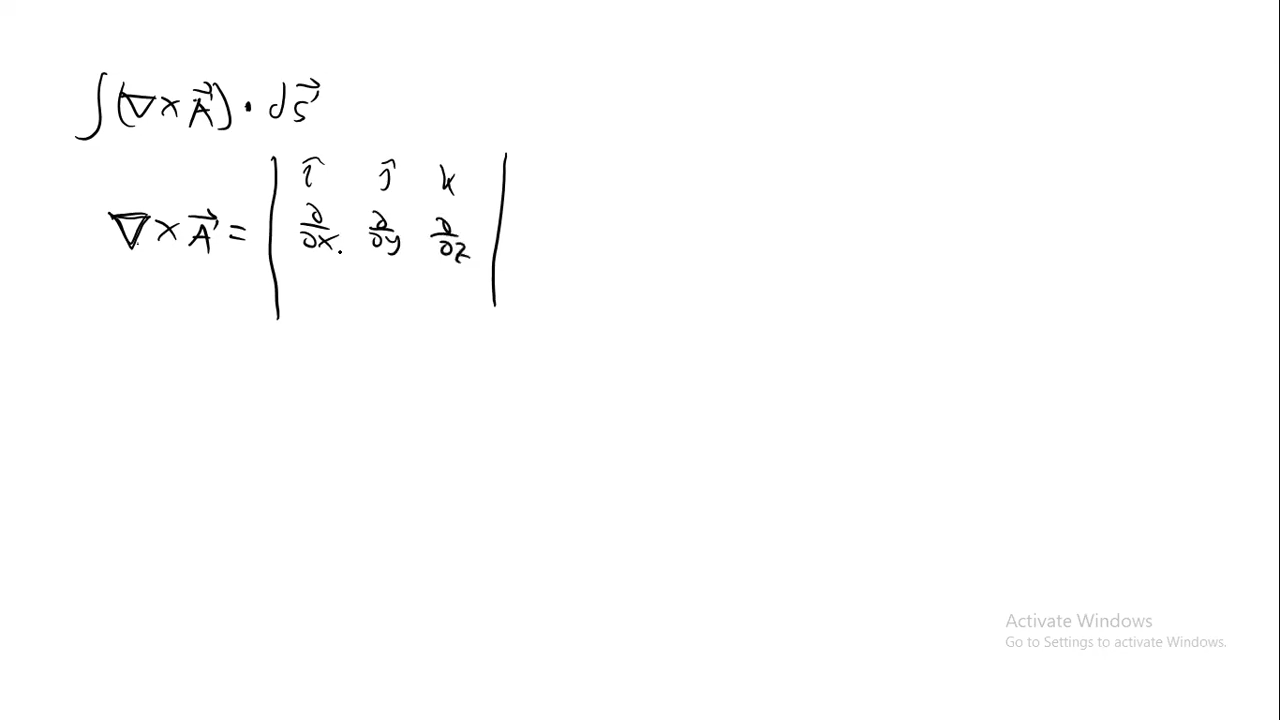 ∫(∇×A⃗)·ds⃗
î ĵ k
∇×A⃗ = | ∂/∂x. ∂/∂y ∂/∂z |
Activate Windows
Go to Settings to activate Windows.